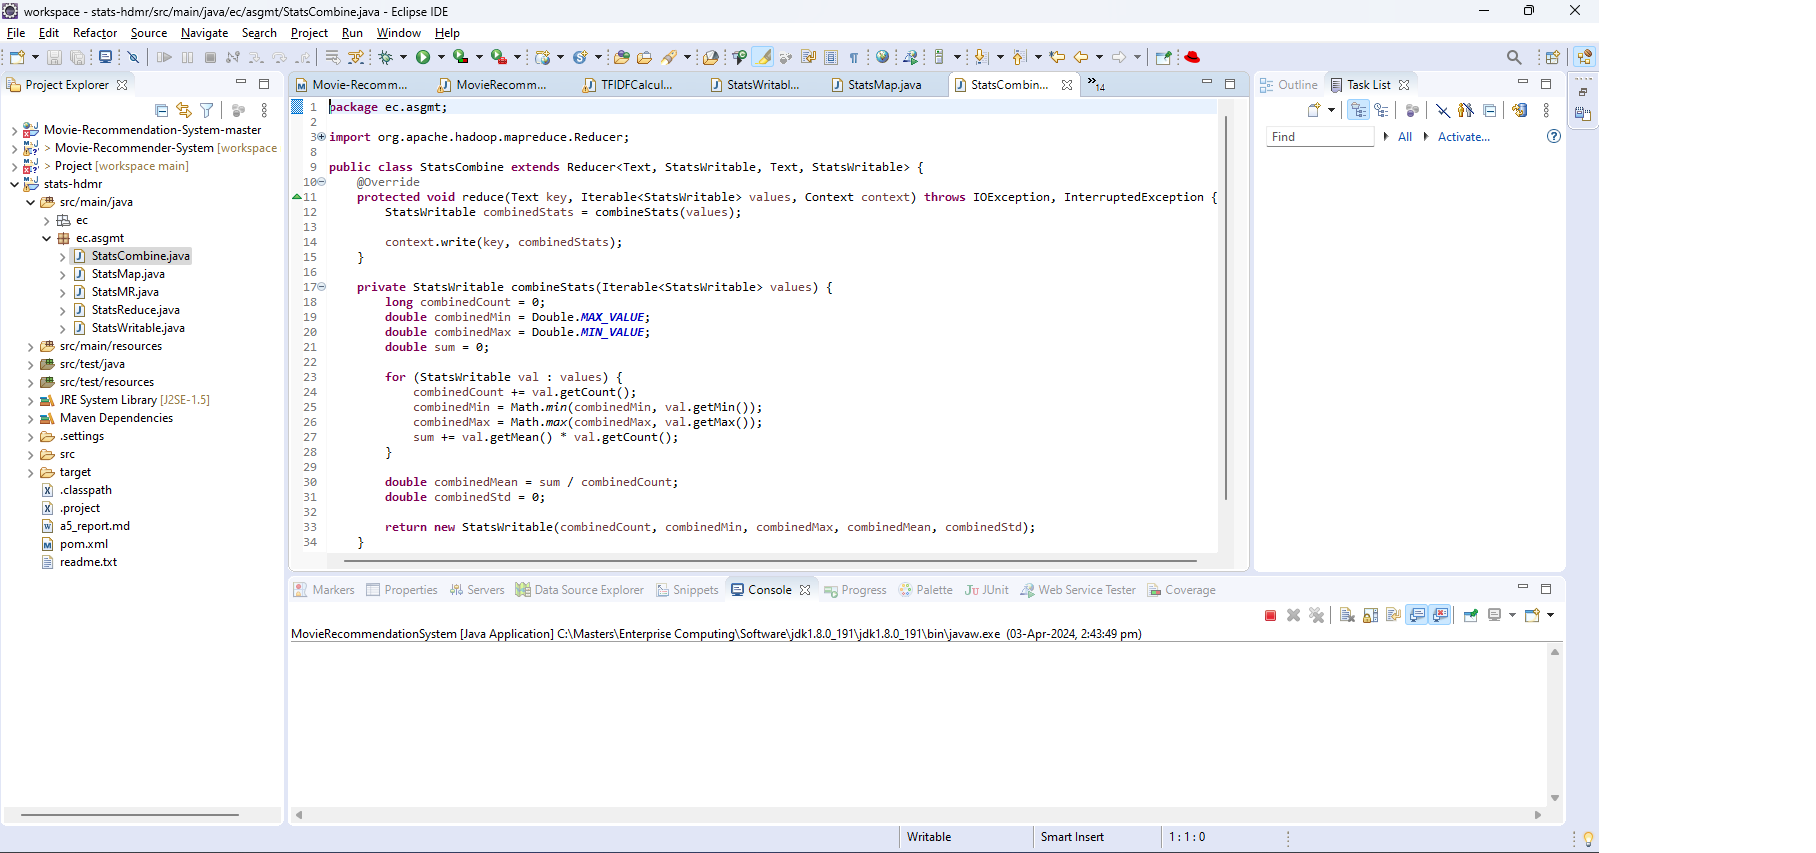 workspace - stats-hdmr/src/main/java/ec/asgmt/StatsCombine.java - Eclipse IDE
File Edit Refactor Source Navigate Search Project Run Window Help
Project Explorer
Movie-Recommendation-System-master
> Movie-Recommender-System [workspace
> Project [workspace main]
stats-hdmr
src/main/java
ec
ec.asgmt
StatsCombine.java
StatsMap.java
StatsMR.java
StatsReduce.java
StatsWritable.java
src/main/resources
src/test/java
src/test/resources
JRE System Library [J2SE-1.5]
Maven Dependencies
.settings
src
target
.classpath
.project
a5_report.md
pom.xml
readme.txt
Movie-Recomm... MovieRecomm... TFIDFCalcul... StatsWritabl... StatsMap.java StatsCombin... »14
1 package ec.asgmt;
2
3 import org.apache.hadoop.mapreduce.Reducer;
8
9 public class StatsCombine extends Reducer<Text, StatsWritable, Text, StatsWritable> {
10 @Override
11 protected void reduce(Text key, Iterable<StatsWritable> values, Context context) throws IOException, InterruptedException {
12 StatsWritable combinedStats = combineStats(values);
13
14 context.write(key, combinedStats);
15 }
16
17 private StatsWritable combineStats(Iterable<StatsWritable> values) {
18 long combinedCount = 0;
19 double combinedMin = Double.MAX_VALUE;
20 double combinedMax = Double.MIN_VALUE;
21 double sum = 0;
22
23 for (StatsWritable val : values) {
24 combinedCount += val.getCount();
25 combinedMin = Math.min(combinedMin, val.getMin());
26 combinedMax = Math.max(combinedMax, val.getMax());
27 sum += val.getMean() * val.getCount();
28 }
29
30 double combinedMean = sum / combinedCount;
31 double combinedStd = 0;
32
33 return new StatsWritable(combinedCount, combinedMin, combinedMax, combinedMean, combinedStd);
34 }
Outline Task List
Find All Activate...
Markers Properties Servers Data Source Explorer Snippets Console Progress Palette JUnit Web Service Tester Coverage
MovieRecommendationSystem [Java Application] C:\Masters\Enterprise Computing\Software\jdk1.8.0_191\jdk1.8.0_191\bin\javaw.exe (03-Apr-2024, 2:43:49 pm)
Writable Smart Insert 1 : 1 : 0